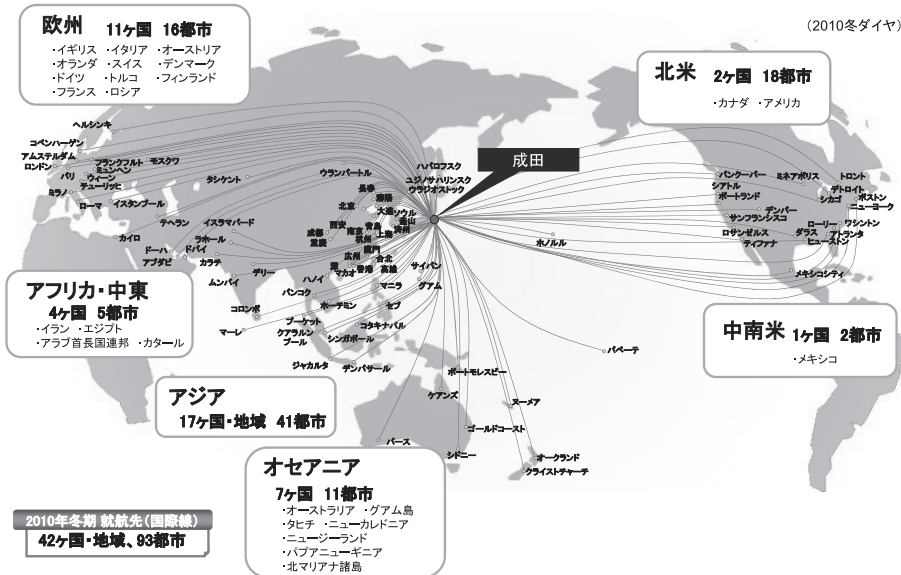 (2010冬ダイヤ)
欧州 11ヶ国 16都市
・イギリス ・イタリア ・オーストリア
・オランダ ・スイス ・デンマーク
・ドイツ ・トルコ ・フィンランド
・フランス ・ロシア
北米 2ヶ国 18都市
・カナダ ・アメリカ
成田
ヘルシンキ
コペンハーゲン
アムステルダム
ロンドン
フランクフルト
モスクワ
パリ
ミュンヘン
ウィーン
チューリッヒ
ミラノ
ローマ
イスタンブール
タシケント
ウランバートル
ハバロフスク
ユジノサハリンスク
ウラジオストック
長春
瀋陽
北京
大連
ソウル
釜山
済州
西安
青島
南京
上海
成都
重慶
杭州
厦門
広州
台北
高雄
香港
マカオ
テヘラン
イスラマバード
ラホール
カイロ
ドーハ
ドバイ
アブダビ
カラチ
デリー
ムンバイ
ハノイ
バンコク
ホーチミン
マニラ
セブ
サイパン
グアム
コロンボ
マーレ
プーケット
クアラルンプール
シンガポール
コタキナバル
ジャカルタ
デンパサール
ポートモレスビー
ケアンズ
ヌーメア
ゴールドコースト
パース
シドニー
オークランド
クライストチャーチ
パペーテ
ホノルル
バンクーバー
シアトル
ポートランド
ミネアポリス
トロント
デトロイト
シカゴ
ボストン
ニューヨーク
デンバー
サンフランシスコ
ロサンゼルス
ティファナ
ローリー
ワシントン
ダラス
アトランタ
ヒューストン
メキシコシティ
アフリカ・中東
4ヶ国 5都市
・イラン ・エジプト
・アラブ首長国連邦 ・カタール
中南米 1ヶ国 2都市
・メキシコ
アジア
17ヶ国・地域 41都市
オセアニア
7ヶ国 11都市
・オーストラリア ・グアム島
・タヒチ ・ニューカルドニア
・ニュージーランド
・パプアニューギニア
・北マリアナ諸島
2010年冬期 就航先(国際線)
42ヶ国・地域、93都市